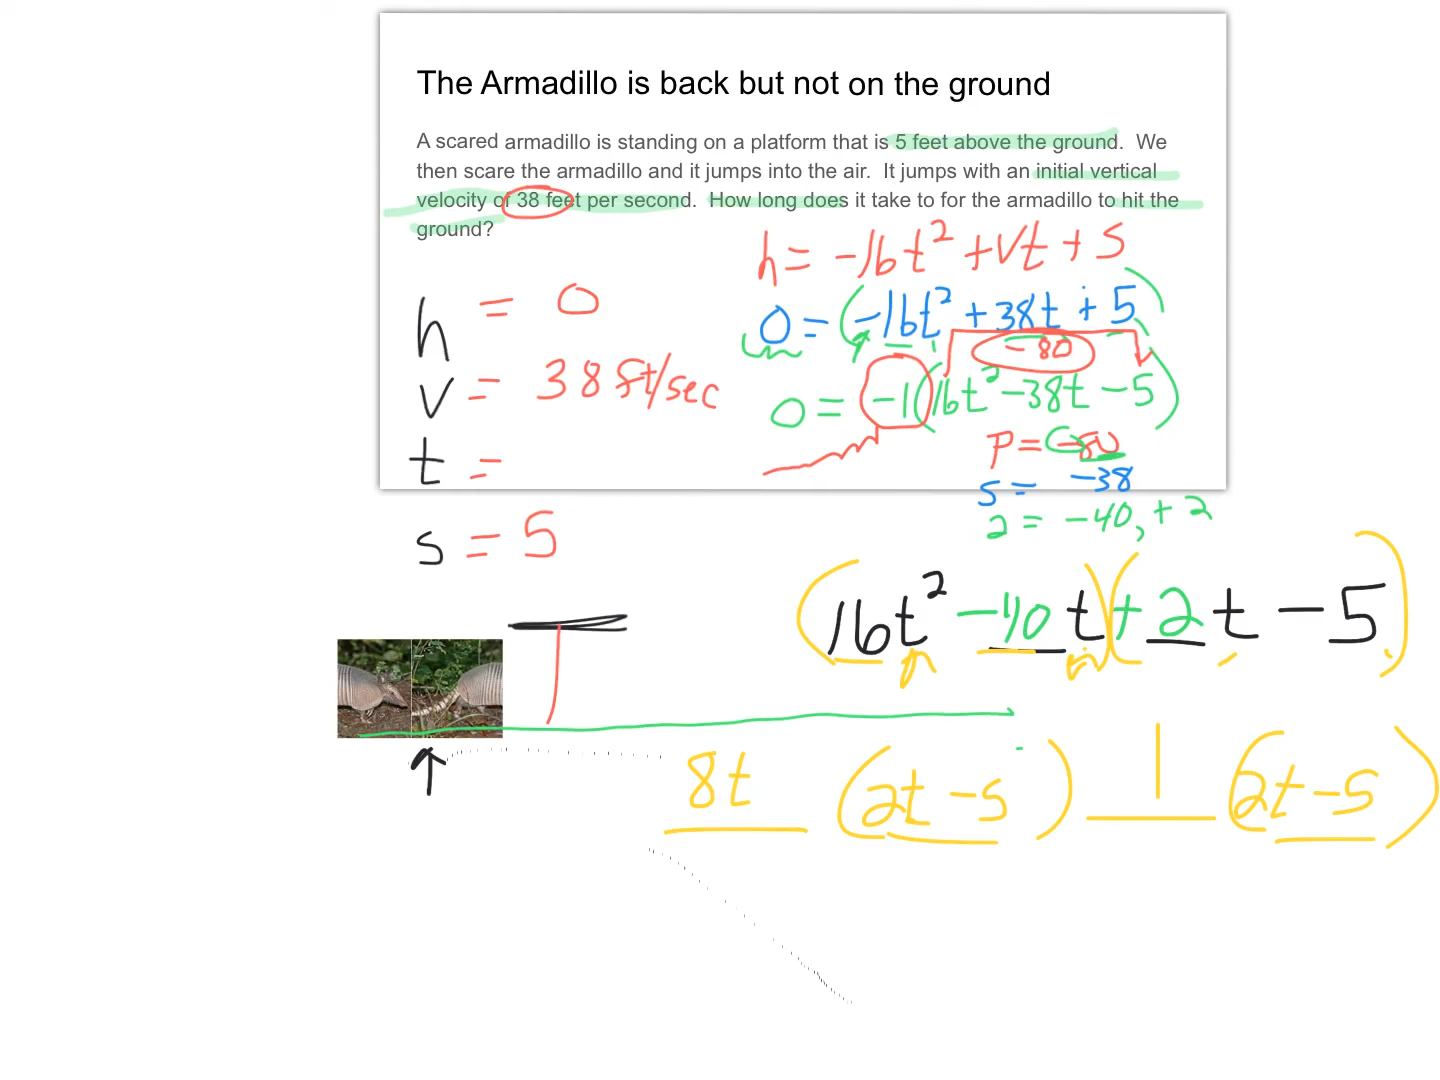 The Armadillo is back but not on the ground
A scared armadillo is standing on a platform that is 5 feet above the ground. We
then scare the armadillo and it jumps into the air. It jumps with an initial vertical
velocity of 38 feet per second. How long does it take to for the armadillo to hit the
ground?
h = -16t² + vt + s
h = 0
0 = (-16t² + 38t + 5)
-80
v = 38 ft/sec
0 = -1(16t² - 38t - 5)
t =
P = -80
s = -38
2 = -40, +2
s = 5
(16t² - 40t)(+2t - 5)
8t (2t - 5) 1 (2t - 5)